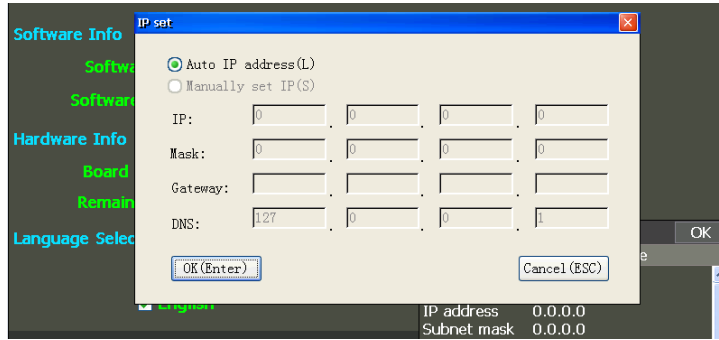 IP set
Software Info
Auto IP address(L)
Manually set IP(S)
IP: 0 . 0 . 0 . 0
Mask: 0 . 0 . 0 . 0
Gateway: . . .
DNS: 127 . 0 . 0 . 1
OK(Enter)
Cancel(ESC)
Hardware Info
Board
Language Selec
English
OK
IP address 0.0.0.0
Subnet mask 0.0.0.0